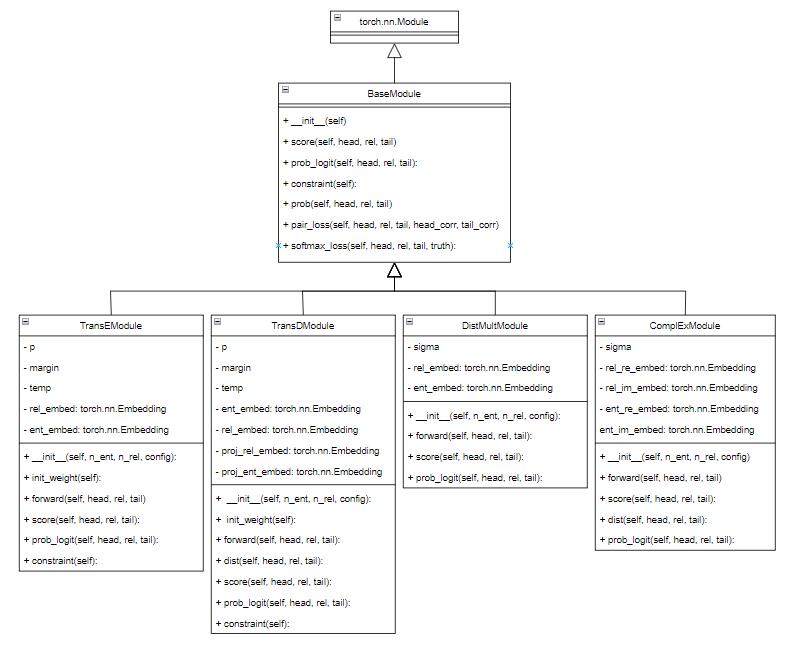 torch.nn.Module
BaseModule
+ __init__(self)
+ score(self, head, rel, tail)
+ prob_logit(self, head, rel, tail):
+ constraint(self):
+ prob(self, head, rel, tail)
+ pair_loss(self, head, rel, tail, head_corr, tail_corr)
+ softmax_loss(self, head, rel, tail, truth):
TransEModule
- p
- margin
- temp
- rel_embed: torch.nn.Embedding
- ent_embed: torch.nn.Embedding
+ __init__(self, n_ent, n_rel, config):
+ init_weight(self):
+ forward(self, head, rel, tail)
+ score(self, head, rel, tail):
+ prob_logit(self, head, rel, tail):
+ constraint(self):
TransDModule
- p
- margin
- temp
- ent_embed: torch.nn.Embedding
- rel_embed: torch.nn.Embedding
- proj_rel_embed: torch.nn.Embedding
- proj_ent_embed: torch.nn.Embedding
+ __init__(self, n_ent, n_rel, config):
+ init_weight(self):
+ forward(self, head, rel, tail):
+ dist(self, head, rel, tail):
+ score(self, head, rel, tail):
+ prob_logit(self, head, rel, tail):
+ constraint(self):
DistMultModule
- sigma
- rel_embed: torch.nn.Embedding
- ent_embed: torch.nn.Embedding
+ __init__(self, n_ent, n_rel, config):
+ forward(self, head, rel, tail):
+ score(self, head, rel, tail):
+ prob_logit(self, head, rel, tail):
ComplExModule
- sigma
- rel_re_embed: torch.nn.Embedding
- rel_im_embed: torch.nn.Embedding
- ent_re_embed: torch.nn.Embedding
ent_im_embed: torch.nn.Embedding
+ __init__(self, n_ent, n_rel, config)
+ forward(self, head, rel, tail)
+ score(self, head, rel, tail):
+ dist(self, head, rel, tail):
+ prob_logit(self, head, rel, tail):